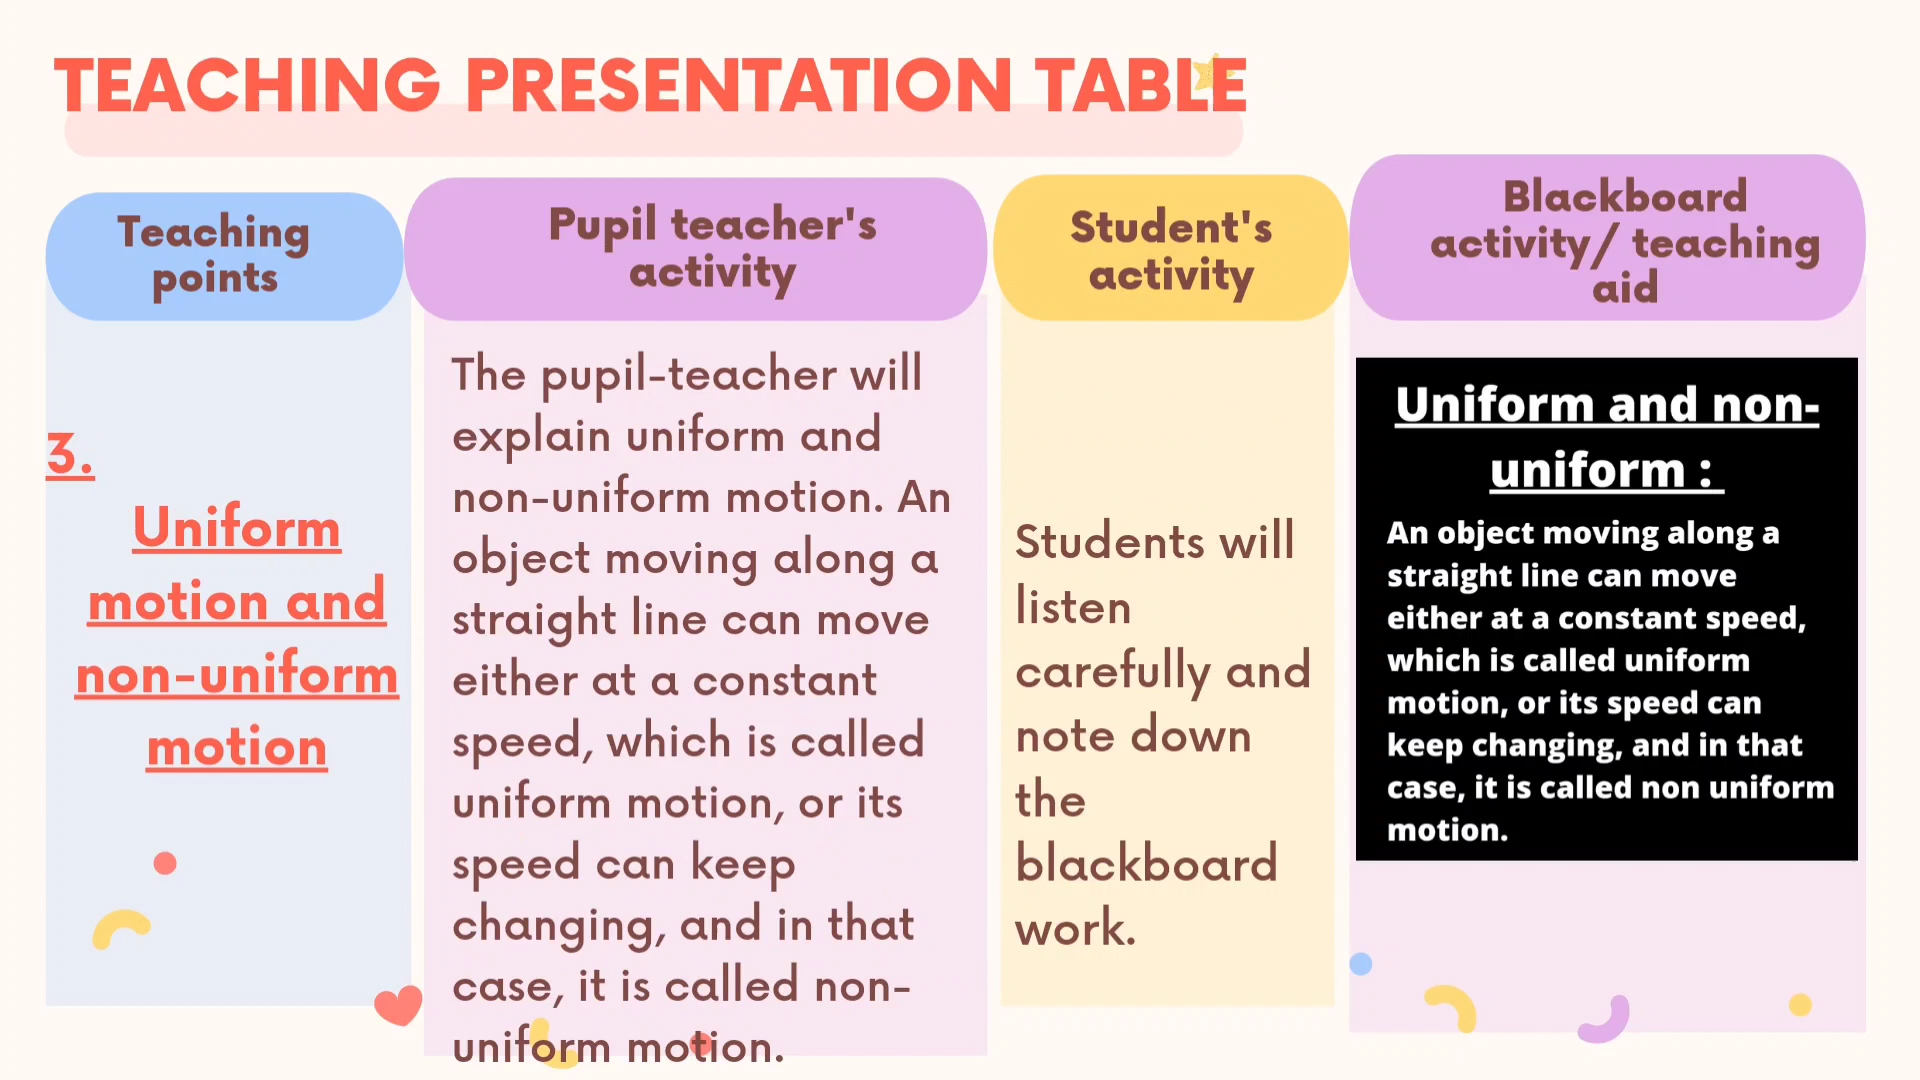 TEACHING PRESENTATION TABLE
Teaching
points
3.
Uniform
motion and
non-uniform
motion
Pupil teacher's
activity
The pupil-teacher will
explain uniform and
non-uniform motion. An
object moving along a
straight line can move
either at a constant
speed, which is called
uniform motion, or its
speed can keep
changing, and in that
case, it is called non-
uniform motion.
Student's
activity
Students will
listen
carefully and
note down
the
blackboard
work.
Blackboard
activity/ teaching
aid
Uniform and non-
uniform :
An object moving along a
straight line can move
either at a constant speed,
which is called uniform
motion, or its speed can
keep changing, and in that
case, it is called non uniform
motion.